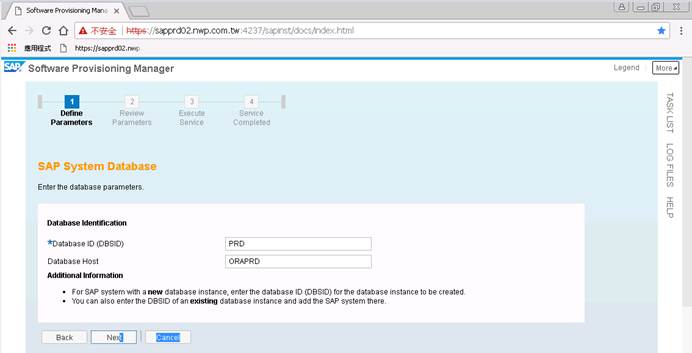 Software Provisioning Mana
不安全 https://sapprd02.nwp.com.tw:4237/sapinst/docs/index.html
應用程式 https://sapprd02.nwp
SAP Software Provisioning Manager Legend More
1 2 3 4
Define Parameters Review Parameters Execute Service Service Completed
TASK LIST
LOG FILES
HELP
SAP System Database
Enter the database parameters.
Database Identification
*Database ID (DBSID) PRD
Database Host ORAPRD
Additional Information
• For SAP system with a new database instance, enter the database ID (DBSID) for the database instance to be created.
• You can also enter the DBSID of an existing database instance and add the SAP system there.
Back Next Cancel